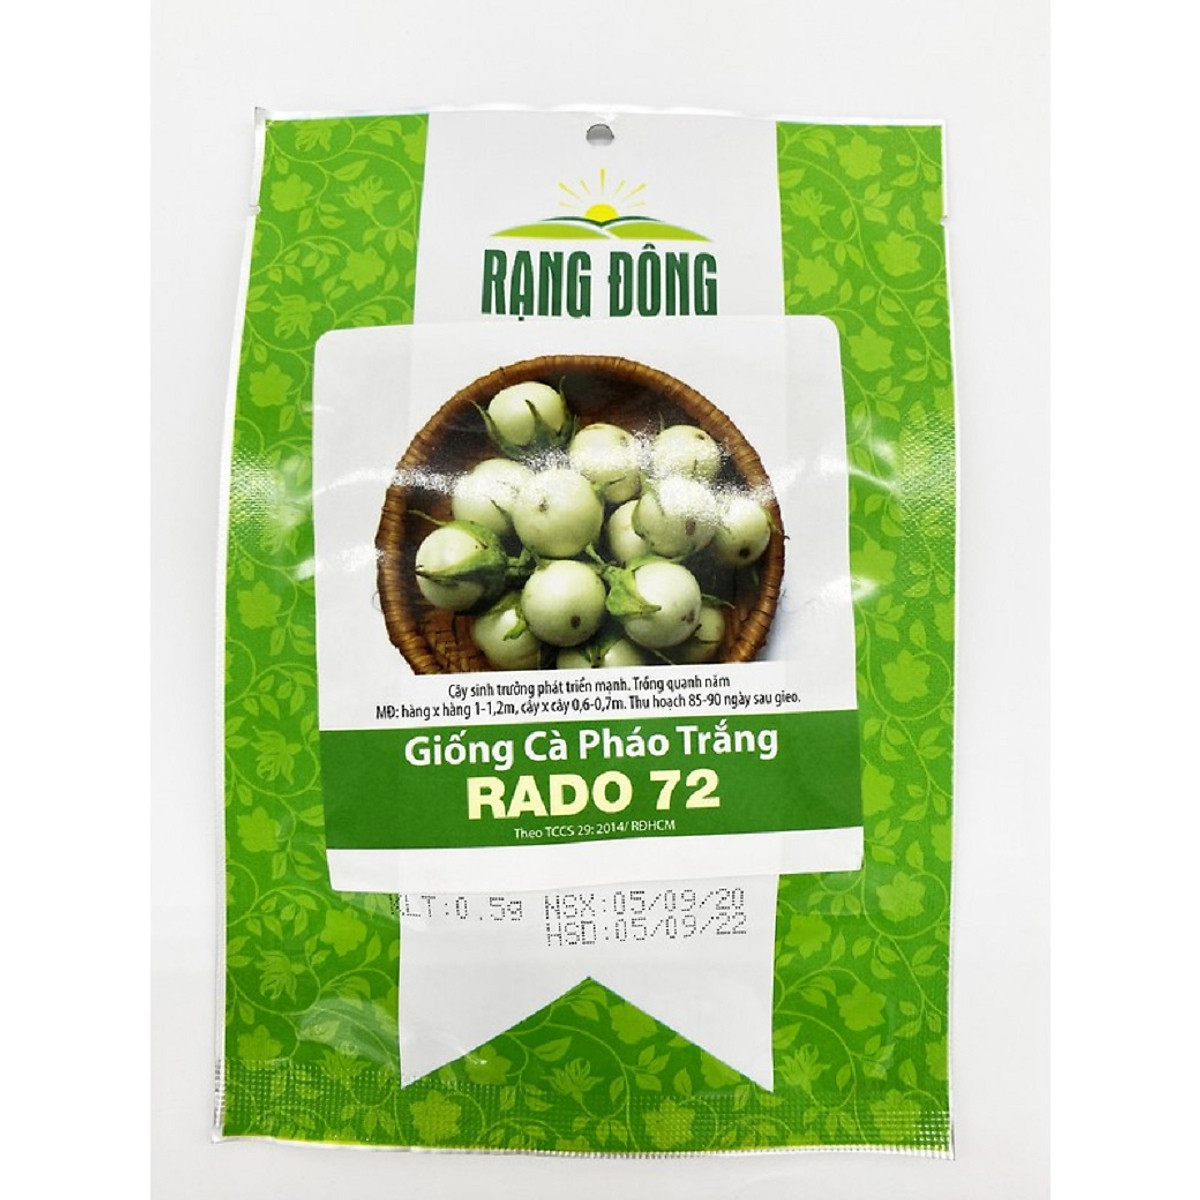 RẠNG ĐÔNG
Cây sinh trưởng phát triển mạnh. Trồng quanh năm
MĐ: hàng x hàng 1-1,2m, cây x cây 0,6-0,7m. Thu hoạch 85-90 ngày sau gieo.
Giống Cà Pháo Trắng
RADO 72
Theo TCCS 29: 2014/ RĐHCM
KLT:0.5g NSX:05/09/20
HSD:05/09/22